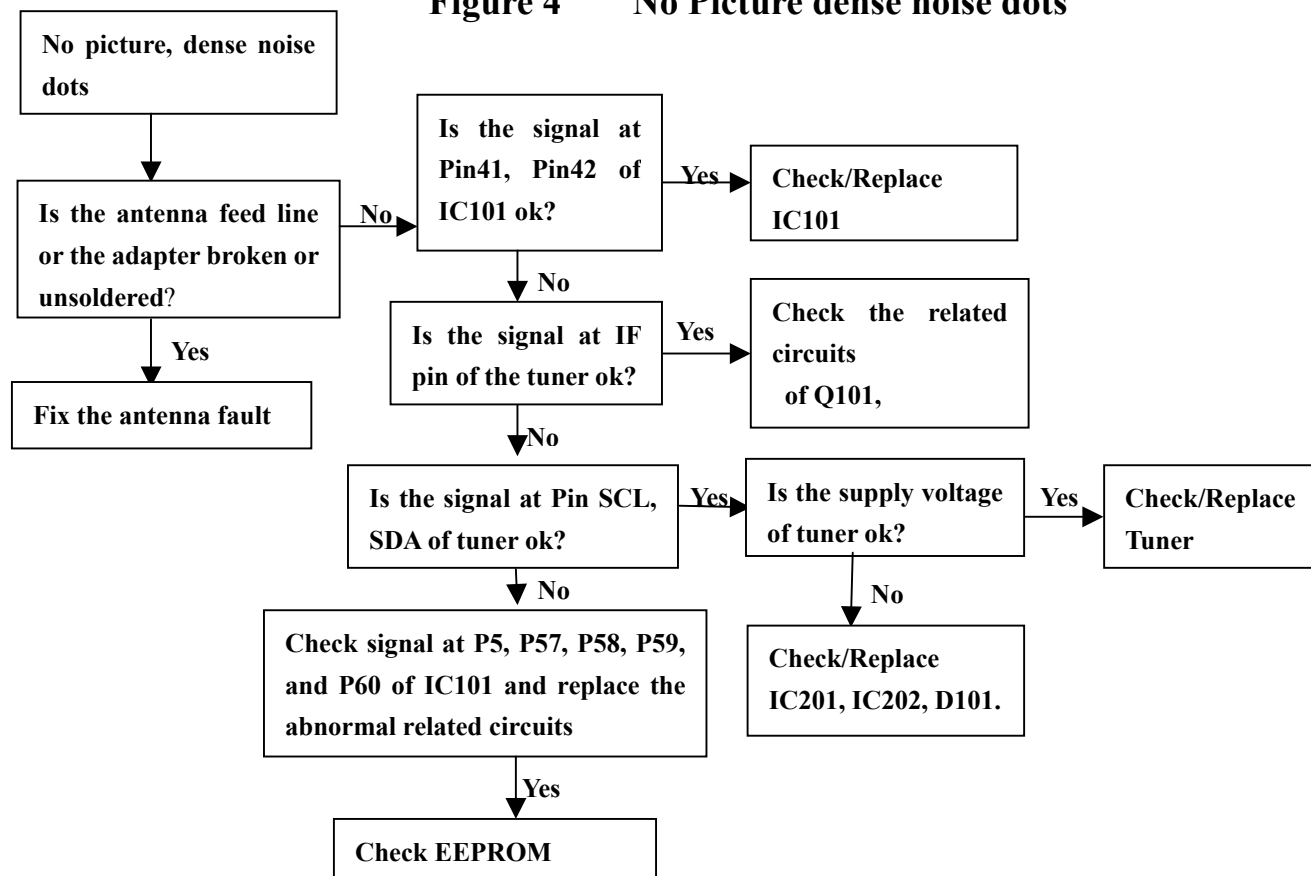 Figure 4 No Picture dense noise dots
No picture, dense noise
dots
Is the antenna feed line
or the adapter broken or
unsoldered?
No
Yes
Fix the antenna fault
Is the signal at
Pin41, Pin42 of
IC101 ok?
Yes
Check/Replace
IC101
No
Is the signal at IF
pin of the tuner ok?
Yes
Check the related
circuits
of Q101,
No
Is the signal at Pin SCL,
SDA of tuner ok?
Yes
Is the supply voltage
of tuner ok?
Yes
Check/Replace
Tuner
No
Check/Replace
IC201, IC202, D101.
No
Check signal at P5, P57, P58, P59,
and P60 of IC101 and replace the
abnormal related circuits
Yes
Check EEPROM